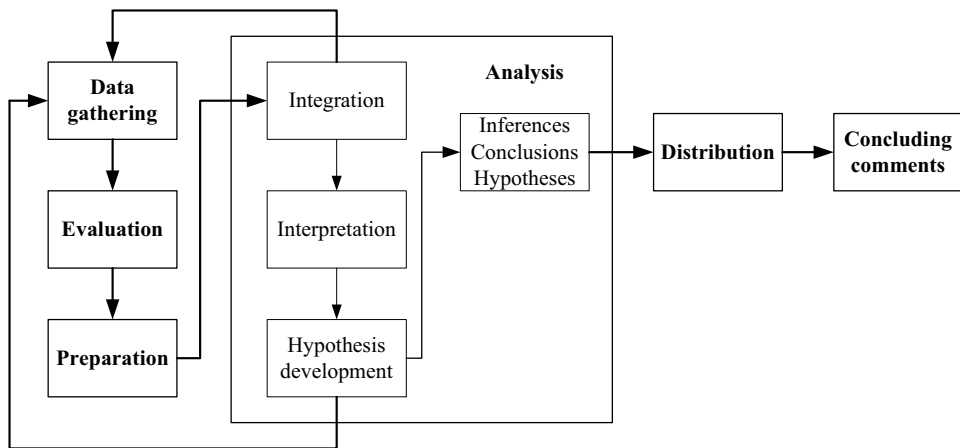 Data
gathering
Evaluation
Preparation
Integration
Interpretation
Hypothesis
development
Analysis
Inferences
Conclusions
Hypotheses
Distribution
Concluding
comments